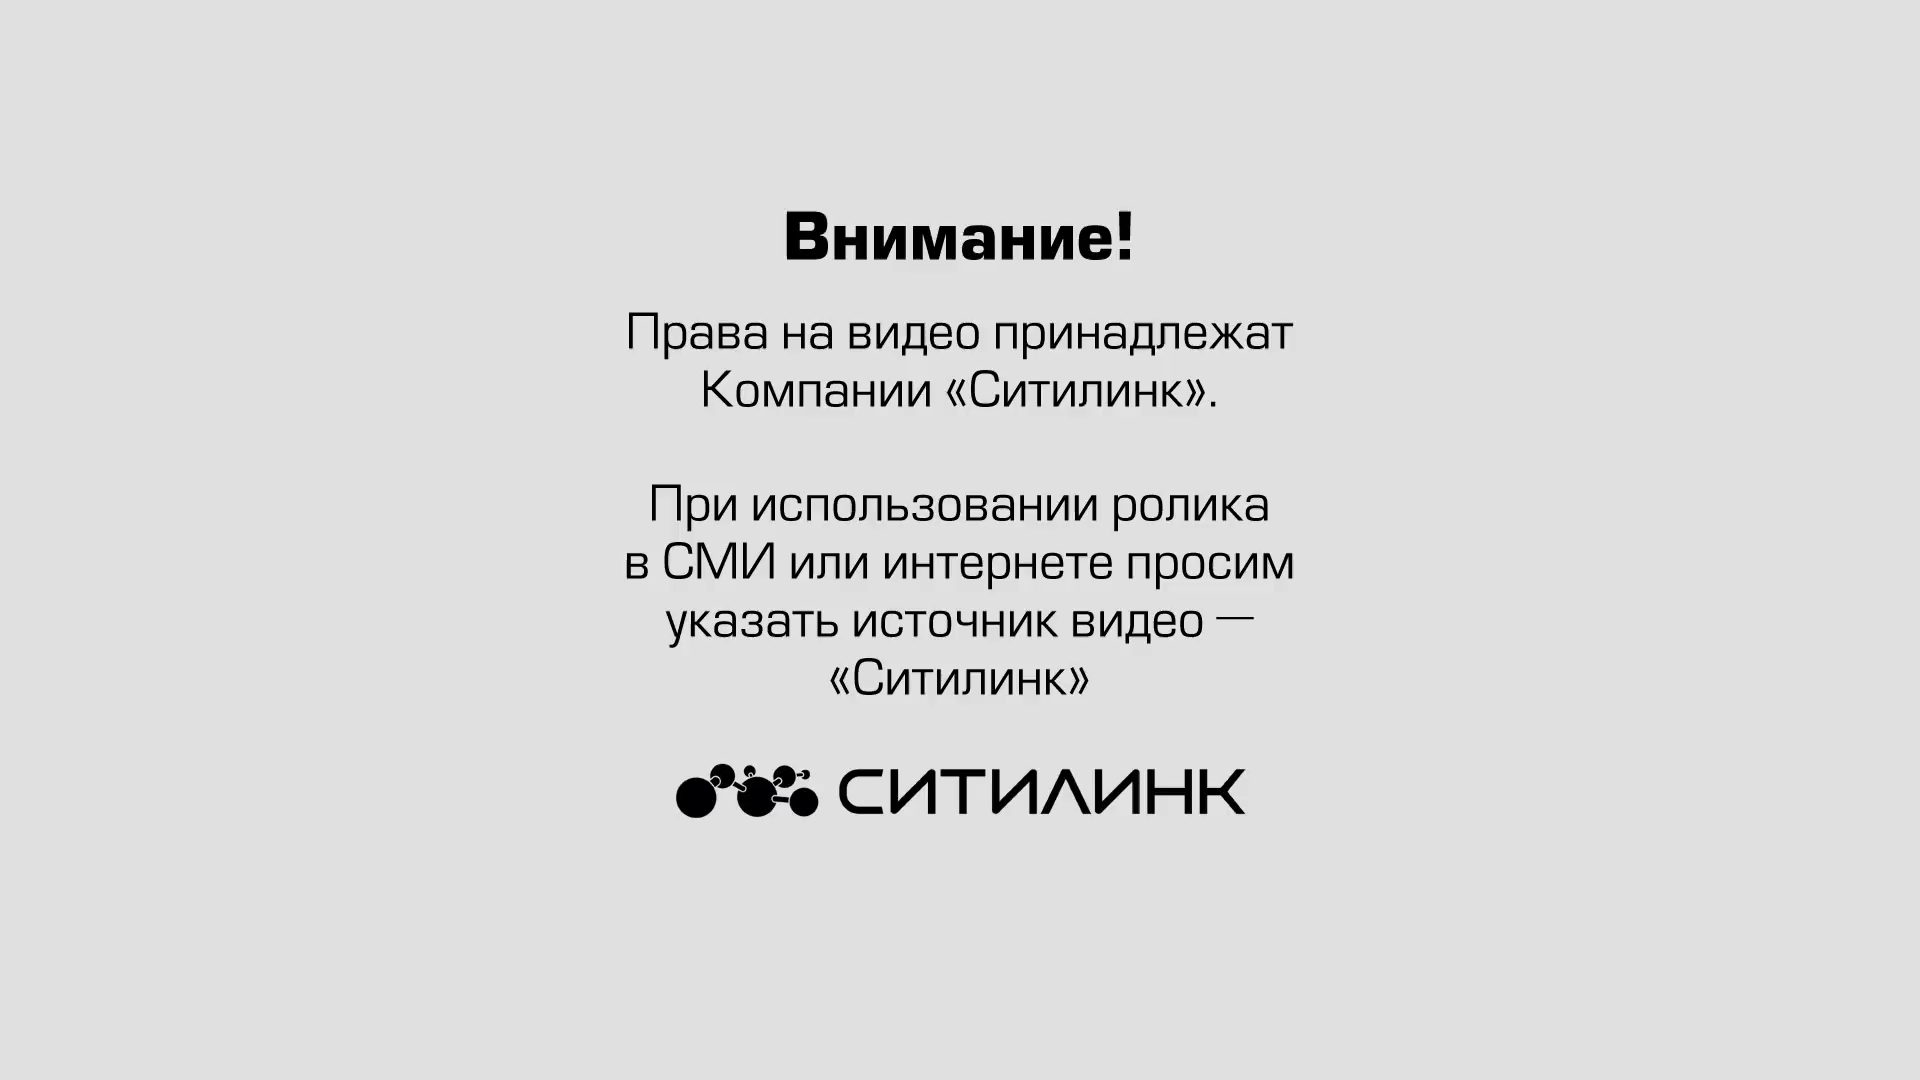 Внимание!
Права на видео принадлежат
Компании «Ситилинк».
При использовании ролика
в СМИ или интернете просим
указать источник видео —
«Ситилинк»
СИТИЛИНК